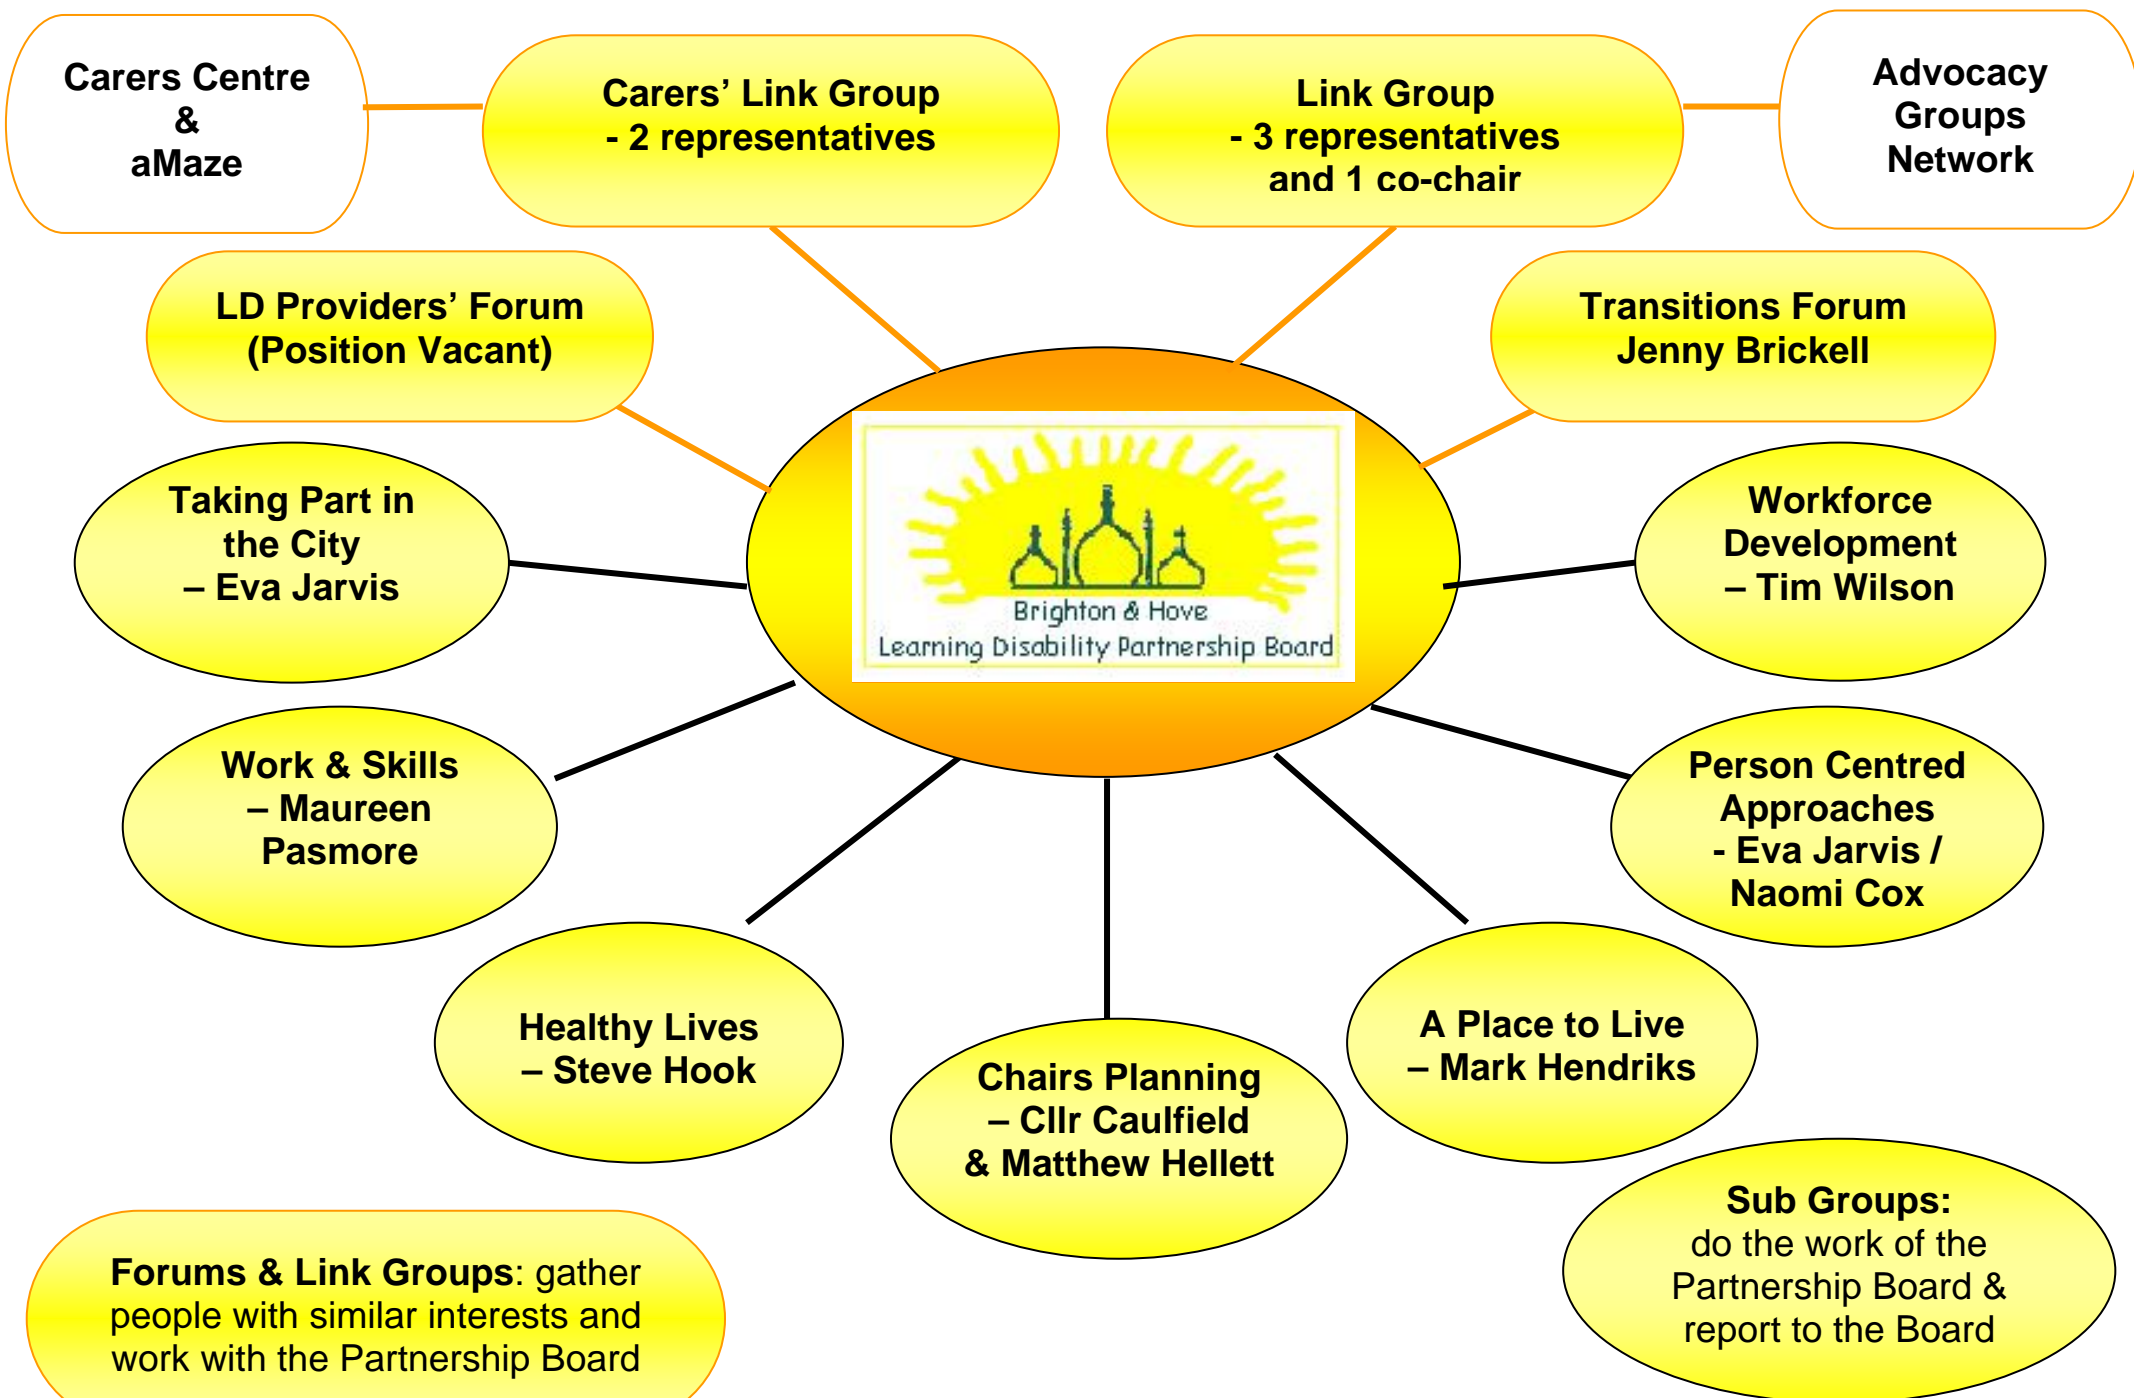 Carers Centre
&
aMaze
Carers’ Link Group
- 2 representatives
Link Group
- 3 representatives
and 1 co-chair
Advocacy
Groups
Network
LD Providers’ Forum
(Position Vacant)
Transitions Forum
Jenny Brickell
Brighton & Hove
Learning Disability Partnership Board
Taking Part in
the City
– Eva Jarvis
Workforce
Development
– Tim Wilson
Work & Skills
– Maureen
Pasmore
Person Centred
Approaches
- Eva Jarvis /
Naomi Cox
Healthy Lives
– Steve Hook
Chairs Planning
– Cllr Caulfield
& Matthew Hellett
A Place to Live
– Mark Hendriks
Forums & Link Groups: gather
people with similar interests and
work with the Partnership Board
Sub Groups:
do the work of the
Partnership Board &
report to the Board